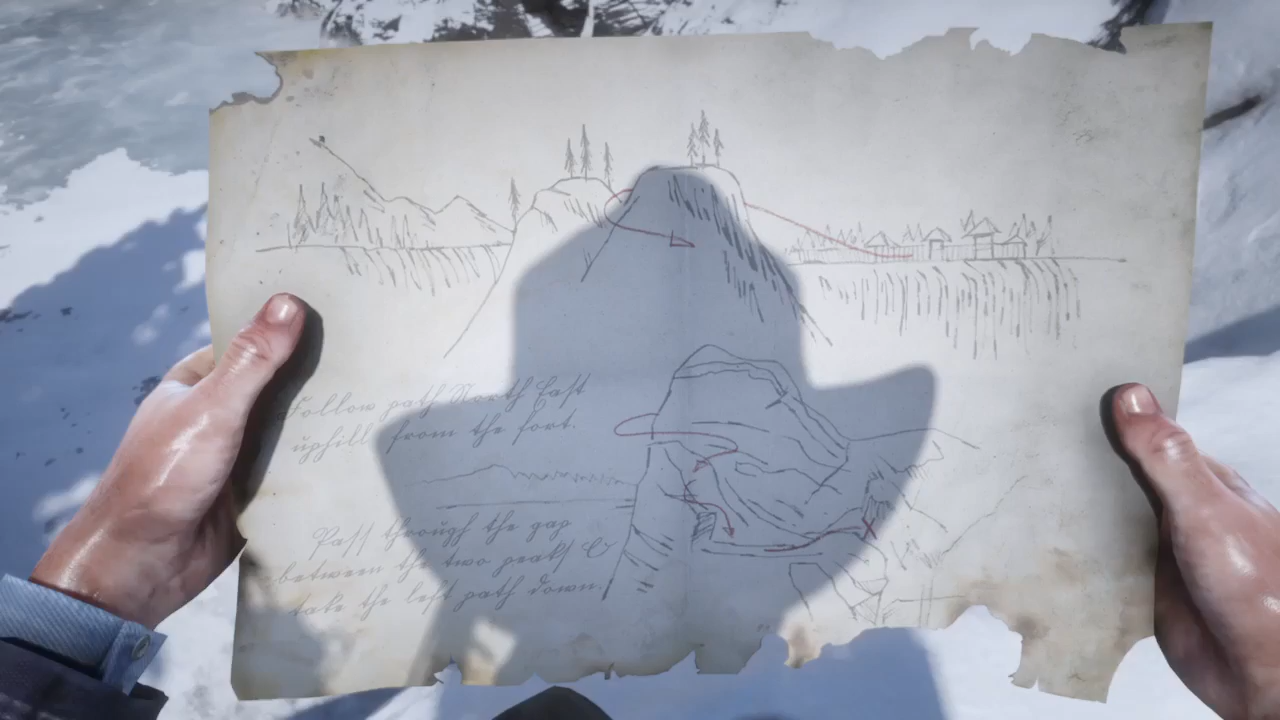 Follow path North East
uphill from the fort.
Pass through the gap
between the two peaks &
take the left path down.